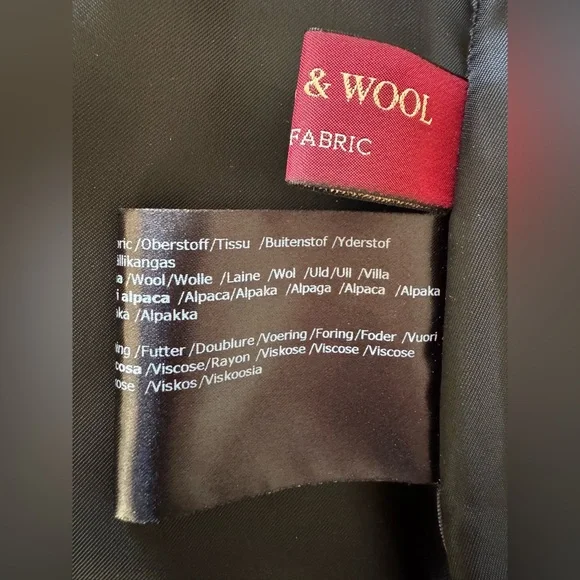 & WOOL
FABRIC
ric /Oberstoff/Tissu /Buitenstof /Yderstof
illikangas
a /Wool/Wolle /Laine /Wol /Uld/Ull /Villa
i alpaca /Alpaca/Alpaka /Alpaga /Alpaca /Alpaka
kå /Alpakka
ing /Futter /Doublure/Voering /Foring/Foder /Vuori
cosa /Viscose/Rayon /Viskose /Viscose /Viscose
ose /Viskos/Viskoosia